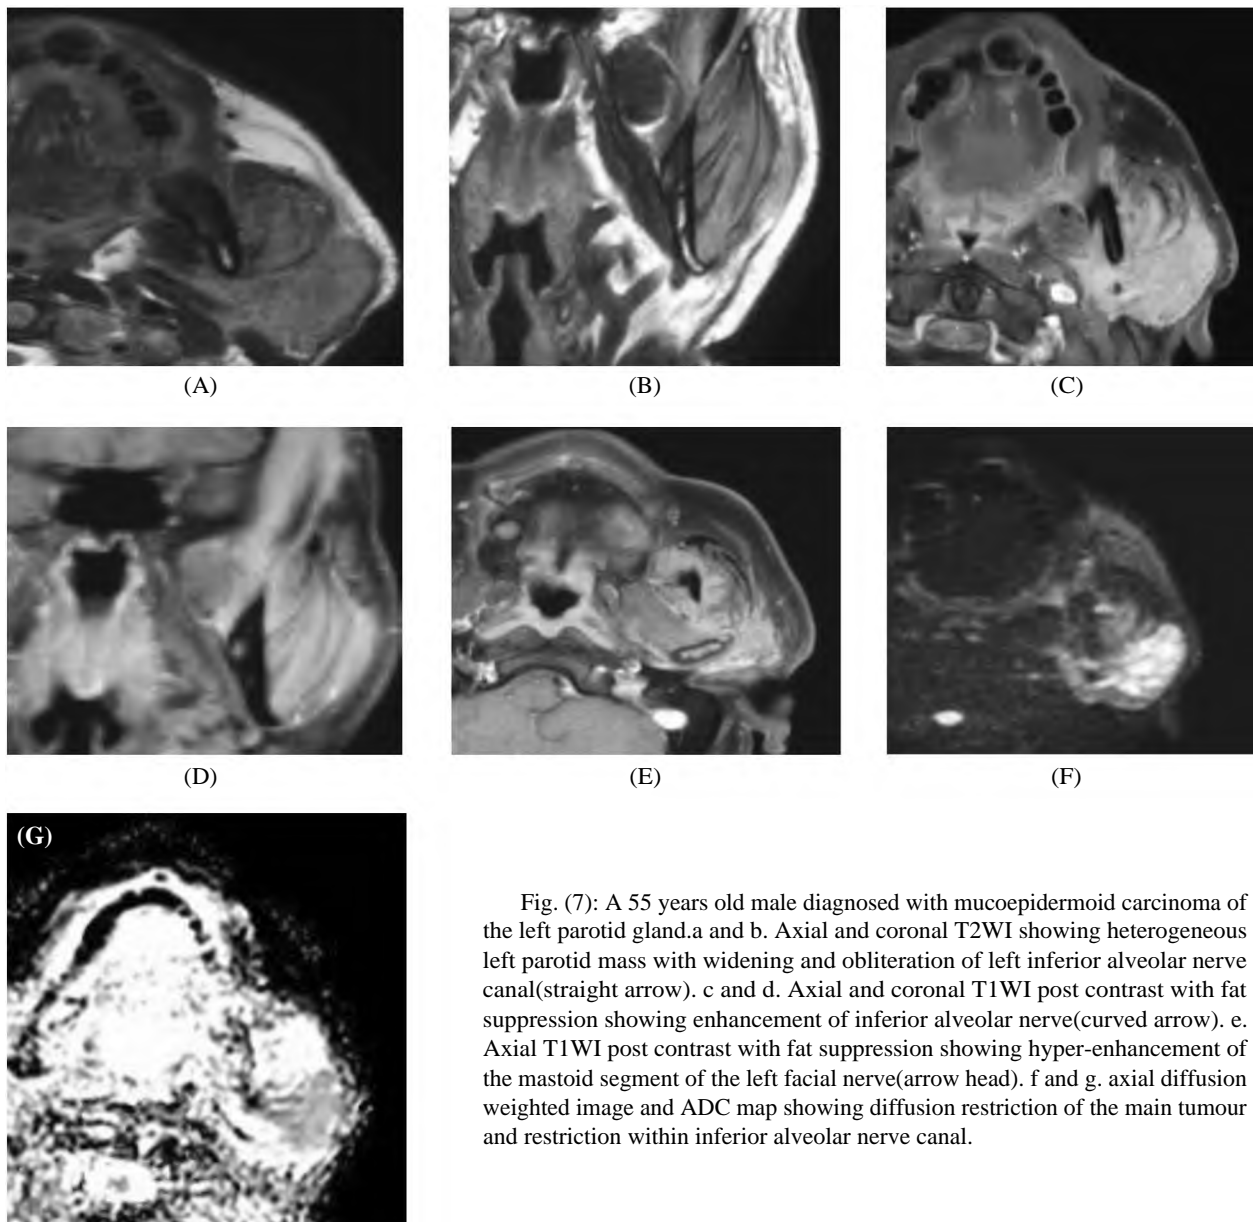 (A)
(B)
(C)
(D)
(E)
(F)
(G)
Fig. (7): A 55 years old male diagnosed with mucoepidermoid carcinoma of
the left parotid gland.a and b. Axial and coronal T2WI showing heterogeneous
left parotid mass with widening and obliteration of left inferior alveolar nerve
canal(straight arrow). c and d. Axial and coronal T1WI post contrast with fat
suppression showing enhancement of inferior alveolar nerve(curved arrow). e.
Axial T1WI post contrast with fat suppression showing hyper-enhancement of
the mastoid segment of the left facial nerve(arrow head). f and g. axial diffusion
weighted image and ADC map showing diffusion restriction of the main tumour
and restriction within inferior alveolar nerve canal.